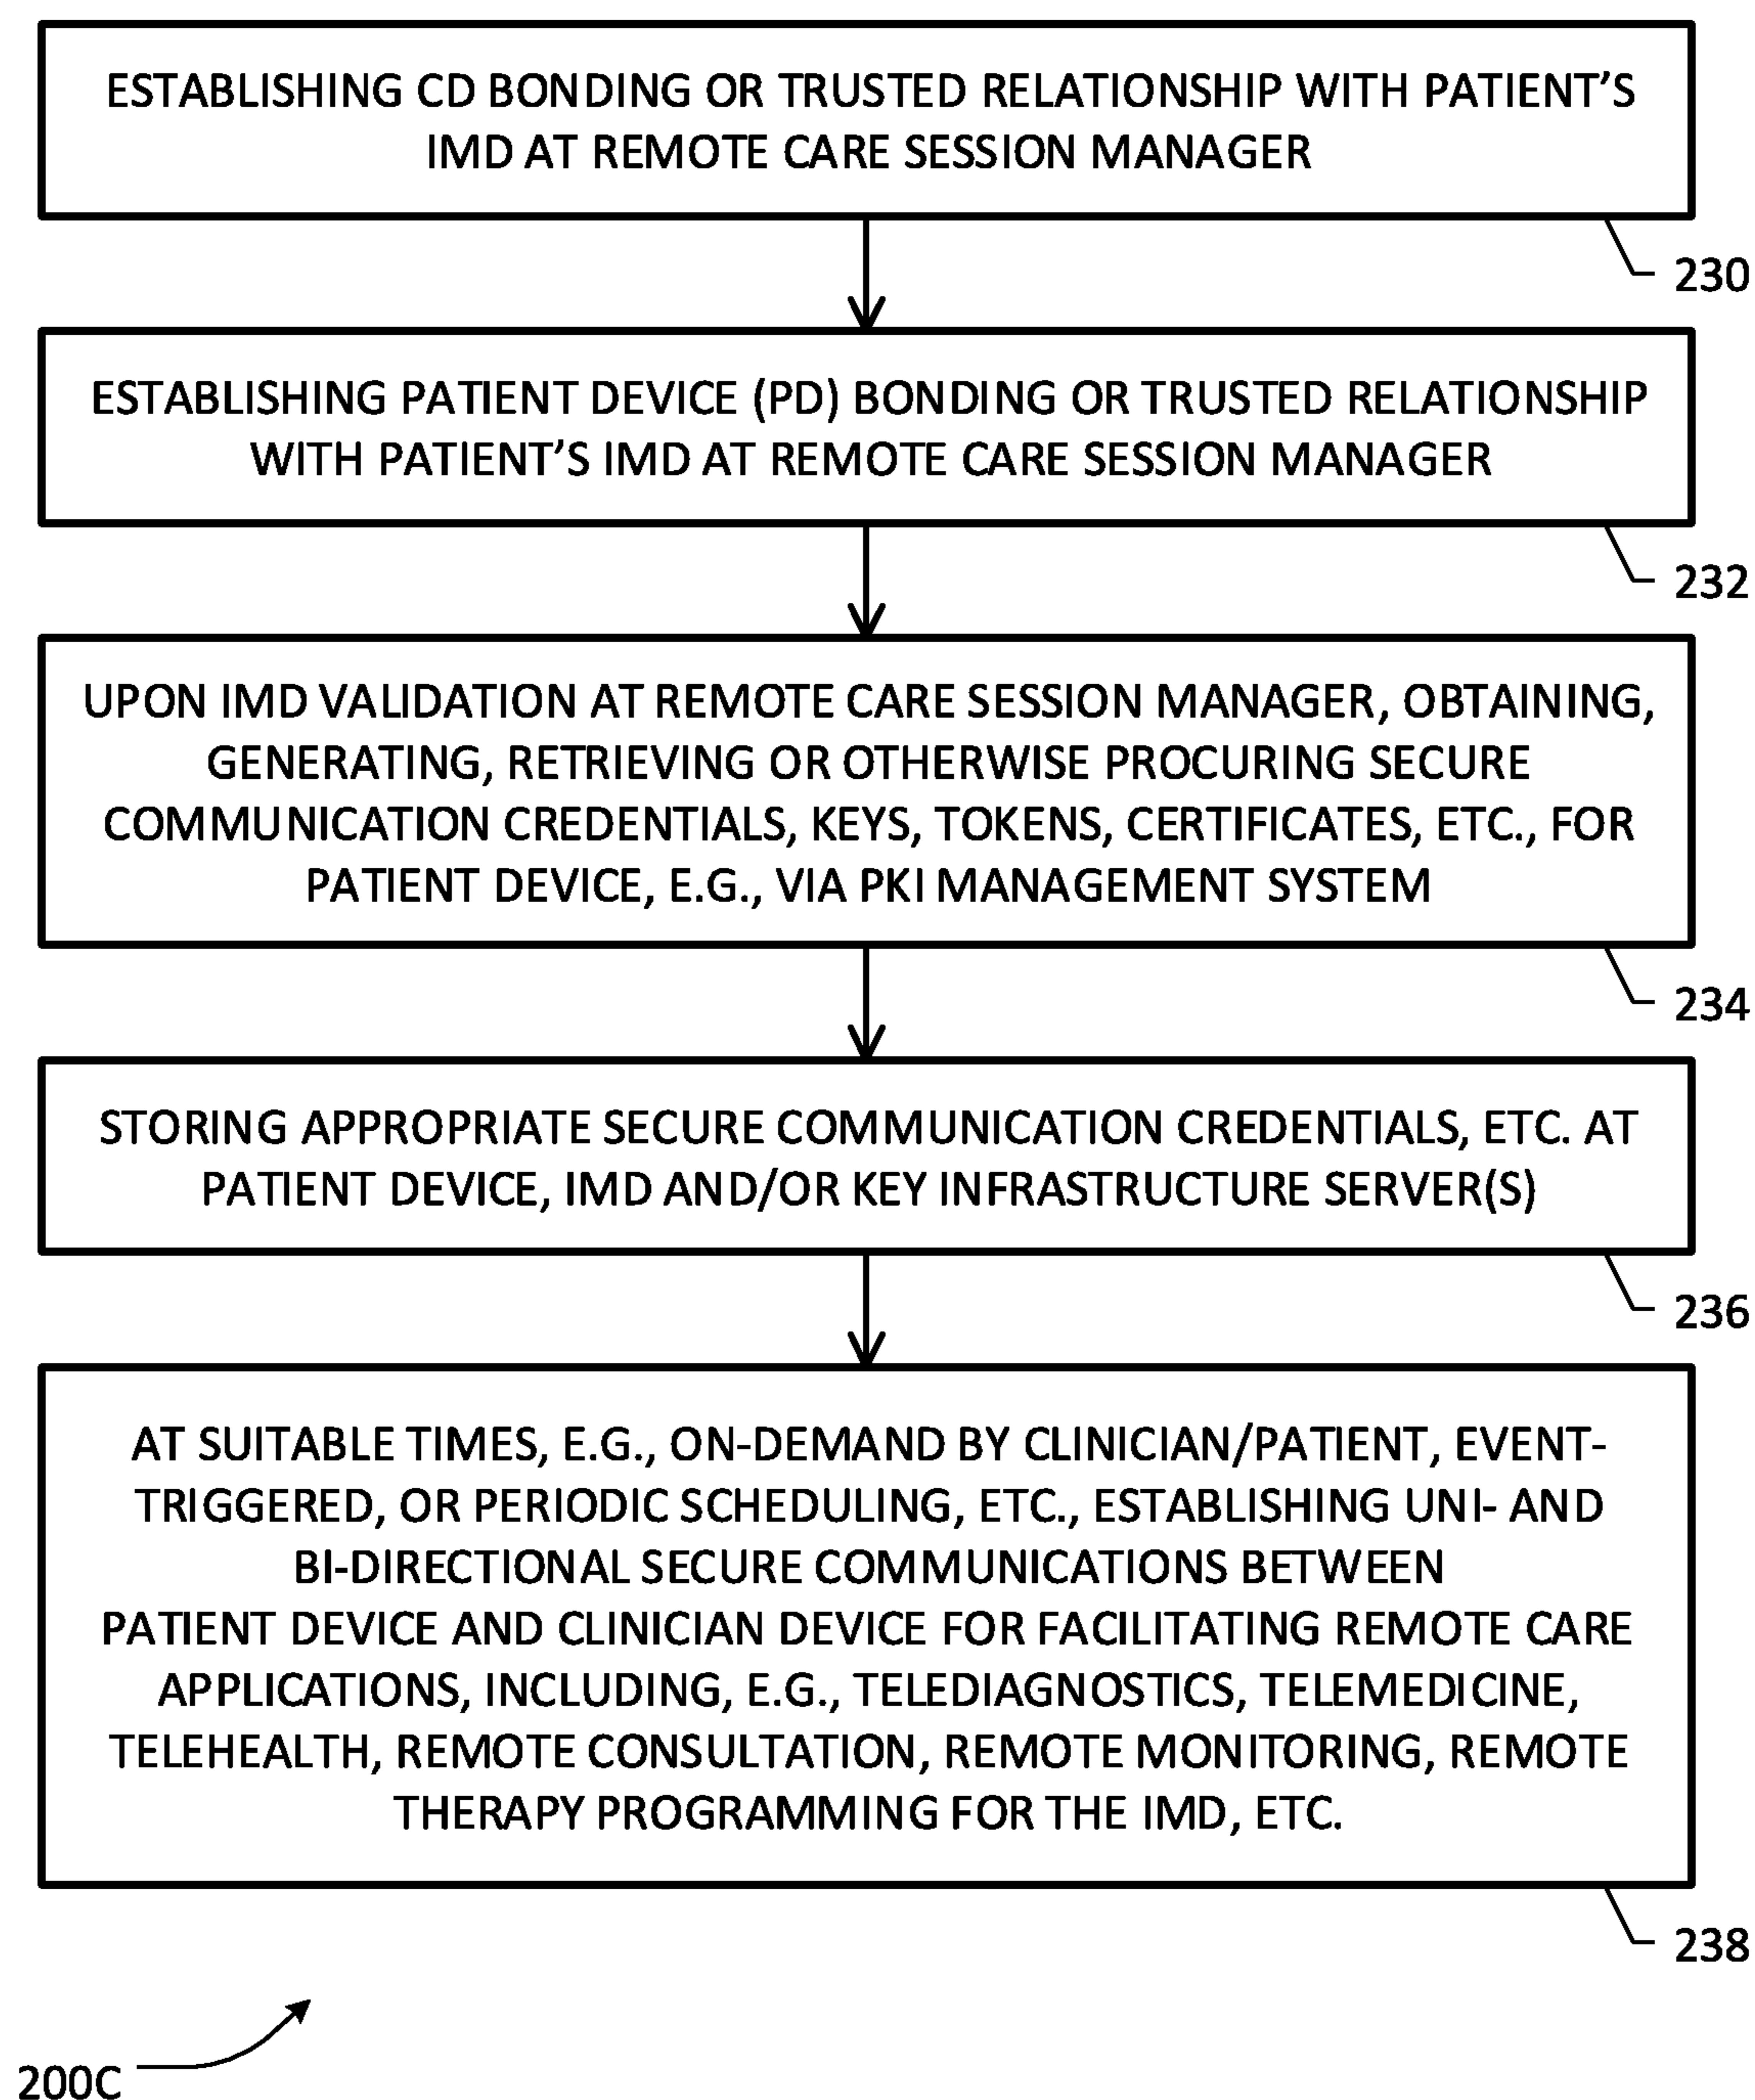 ESTABLISHING CD BONDING OR TRUSTED RELATIONSHIP WITH PATIENT’S
IMD AT REMOTE CARE SESSION MANAGER
230
ESTABLISHING PATIENT DEVICE (PD) BONDING OR TRUSTED RELATIONSHIP
WITH PATIENT’S IMD AT REMOTE CARE SESSION MANAGER
232
UPON IMD VALIDATION AT REMOTE CARE SESSION MANAGER, OBTAINING,
GENERATING, RETRIEVING OR OTHERWISE PROCURING SECURE
COMMUNICATION CREDENTIALS, KEYS, TOKENS, CERTIFICATES, ETC., FOR
PATIENT DEVICE, E.G., VIA PKI MANAGEMENT SYSTEM
234
STORING APPROPRIATE SECURE COMMUNICATION CREDENTIALS, ETC. AT
PATIENT DEVICE, IMD AND/OR KEY INFRASTRUCTURE SERVER(S)
236
AT SUITABLE TIMES, E.G., ON-DEMAND BY CLINICIAN/PATIENT, EVENT-
TRIGGERED, OR PERIODIC SCHEDULING, ETC., ESTABLISHING UNI- AND
BI-DIRECTIONAL SECURE COMMUNICATIONS BETWEEN
PATIENT DEVICE AND CLINICIAN DEVICE FOR FACILITATING REMOTE CARE
APPLICATIONS, INCLUDING, E.G., TELEDIAGNOSTICS, TELEMEDICINE,
TELEHEALTH, REMOTE CONSULTATION, REMOTE MONITORING, REMOTE
THERAPY PROGRAMMING FOR THE IMD, ETC.
238
200C